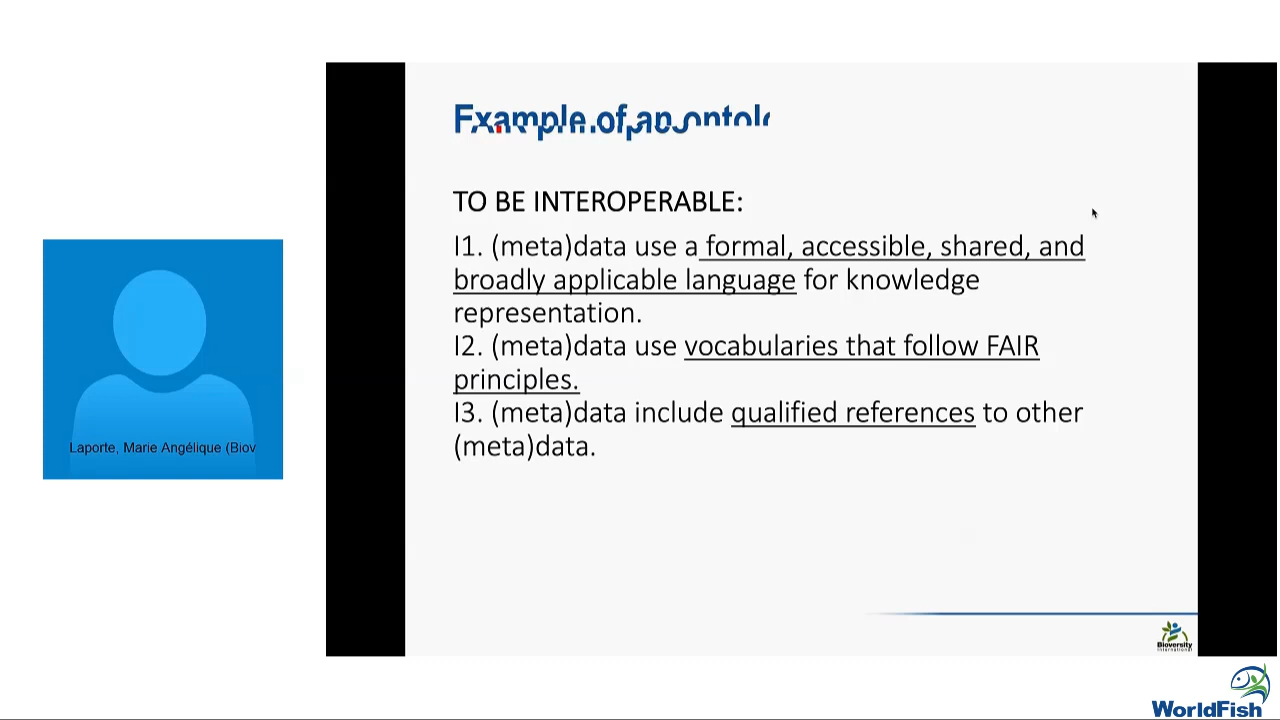 Example of an
TO BE INTEROPERABLE:
I1. (meta)data use a formal, accessible, shared, and
broadly applicable language for knowledge
representation.
I2. (meta)data use vocabularies that follow FAIR
principles.
I3. (meta)data include qualified references to other
(meta)data.
Laporte, Marie Angélique (Biov
Bioversity
International
WorldFish